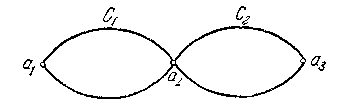 C₁ C₂
a₁ a₂ a₃